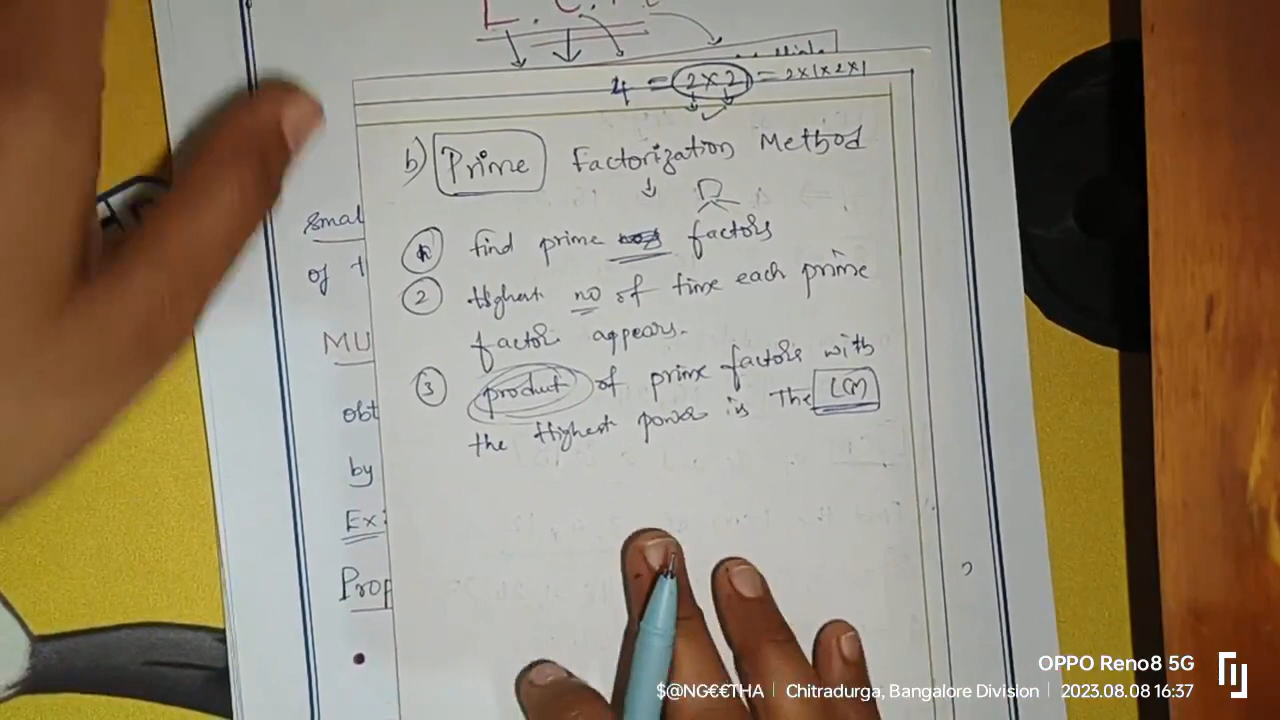 L.C.M
4 = 2×2 = 2×1×2×1
b) Prime Factorization Method
find prime factors
② Highest no of time each prime
factor appears.
③ product of prime factors with
the Highest power is The LCM
Smal
of t
MU
obt
by
Ex:
Prop
OPPO Reno8 5G
$@NG€€THA | Chitradurga, Bangalore Division | 2023.08.08 16:37